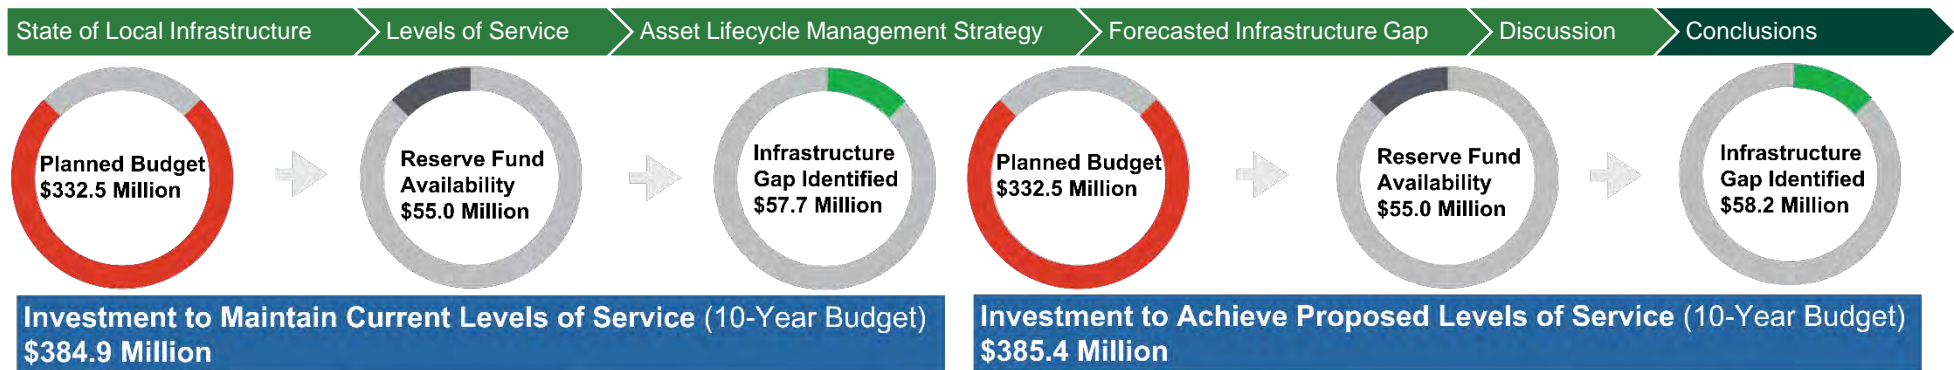 State of Local Infrastructure
Levels of Service
Asset Lifecycle Management Strategy
Forecasted Infrastructure Gap
Discussion
Conclusions
Planned Budget
$332.5 Million
Reserve Fund
Availability
$55.0 Million
Infrastructure
Gap Identified
$57.7 Million
Investment to Maintain Current Levels of Service (10-Year Budget)
$384.9 Million
Planned Budget
$332.5 Million
Reserve Fund
Availability
$55.0 Million
Infrastructure
Gap Identified
$58.2 Million
Investment to Achieve Proposed Levels of Service (10-Year Budget)
$385.4 Million